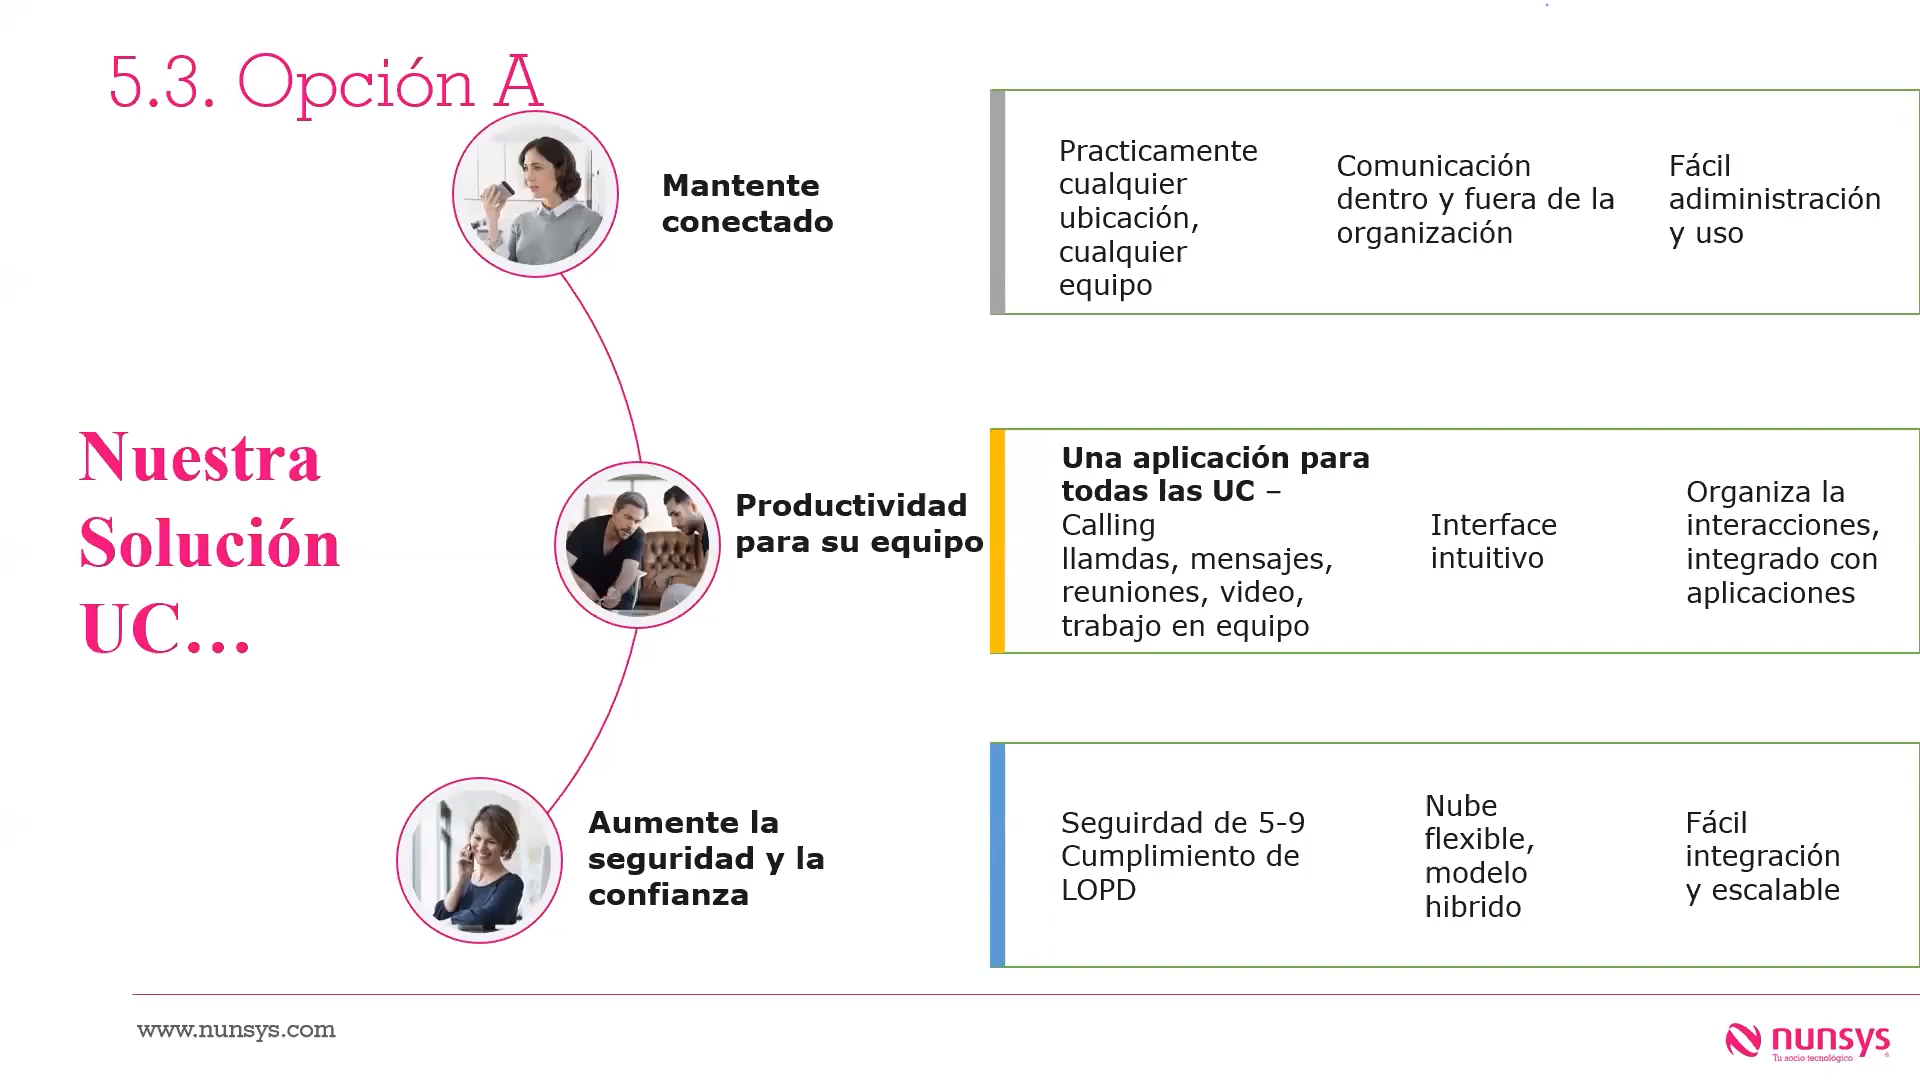 5.3. Opción A
Nuestra
Solución
UC...
Mantente
conectado
Practicamente
cualquier
ubicación,
cualquier
equipo
Comunicación
dentro y fuera de la
organización
Fácil
adiministración
y uso
Productividad
para su equipo
Una aplicación para
todas las UC –
Calling
llamdas, mensajes,
reuniones, video,
trabajo en equipo
Interface
intuitivo
Organiza la
interacciones,
integrado con
aplicaciones
Aumente la
seguridad y la
confianza
Seguirdad de 5-9
Cumplimiento de
LOPD
Nube
flexible,
modelo
hibrido
Fácil
integración
y escalable
www.nunsys.com
nunsys
Tu socio tecnológico